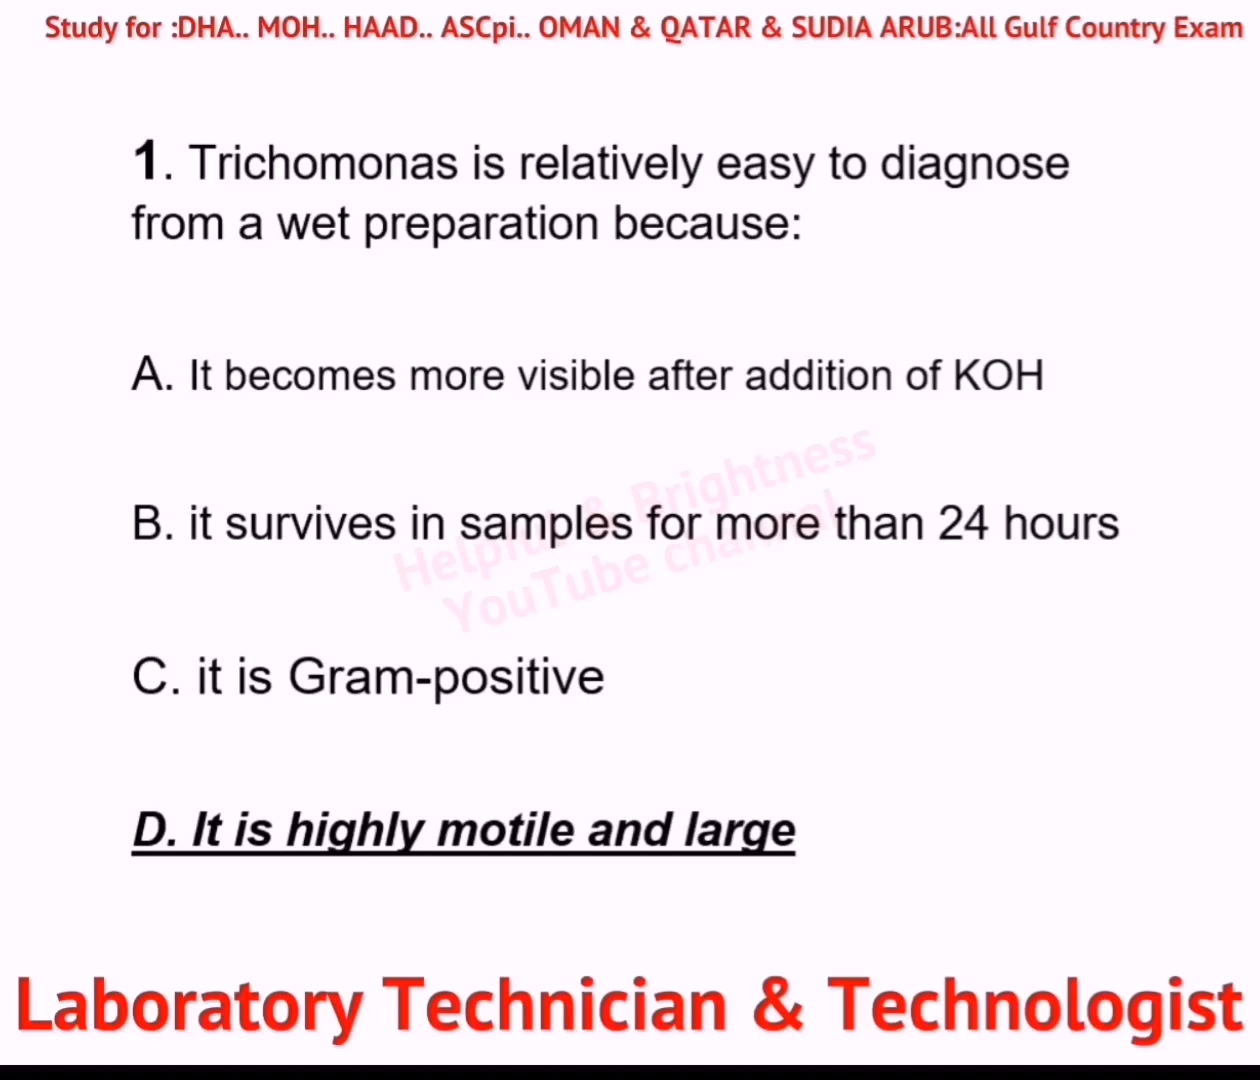 Study for :DHA.. MOH.. HAAD.. ASCpi.. OMAN & QATAR & SUDIA ARUB:All Gulf Country Exam
1. Trichomonas is relatively easy to diagnose
from a wet preparation because:
A. It becomes more visible after addition of KOH
Helpful & Brightness
YouTube channel
B. it survives in samples for more than 24 hours
C. it is Gram-positive
D. It is highly motile and large
Laboratory Technician & Technologist